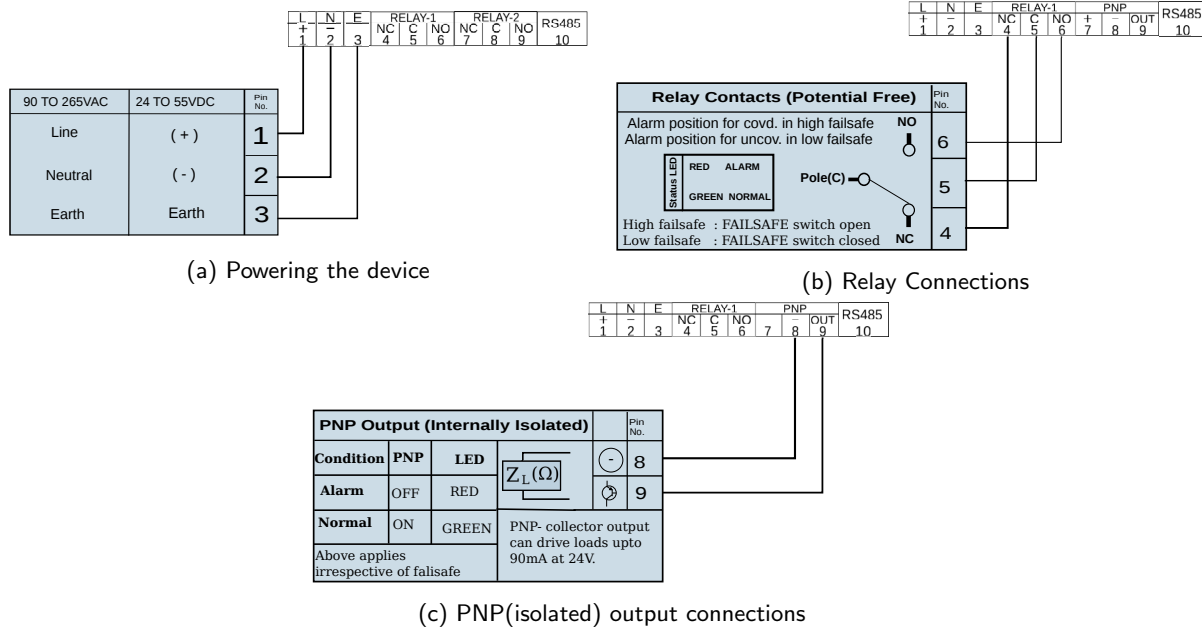 L N E RELAY-1 RELAY-2 RS485
+ − NC C NO NC C NO
1 2 3 4 5 6 7 8 9 10
90 TO 265VAC 24 TO 55VDC Pin No.
Line (+) 1
Neutral (-) 2
Earth Earth 3
(a) Powering the device
L N E RELAY-1 PNP RS485
+ − NC C NO + − OUT
1 2 3 4 5 6 7 8 9 10
Relay Contacts (Potential Free) Pin No.
Alarm position for covd. in high failsafe NO
Alarm position for uncov. in low failsafe 6
Status LED RED ALARM
GREEN NORMAL
Pole(C) 5
High failsafe : FAILSAFE switch open
Low failsafe : FAILSAFE switch closed NC 4
(b) Relay Connections
L N E RELAY-1 PNP RS485
+ − NC C NO − OUT
1 2 3 4 5 6 7 8 9 10
PNP Output (Internally Isolated) Pin No.
Condition PNP LED ZL(Ω) - 8
Alarm OFF RED 9
Normal ON GREEN
PNP- collector output
can drive loads upto
90mA at 24V.
Above applies
irrespective of falisafe
(c) PNP(isolated) output connections